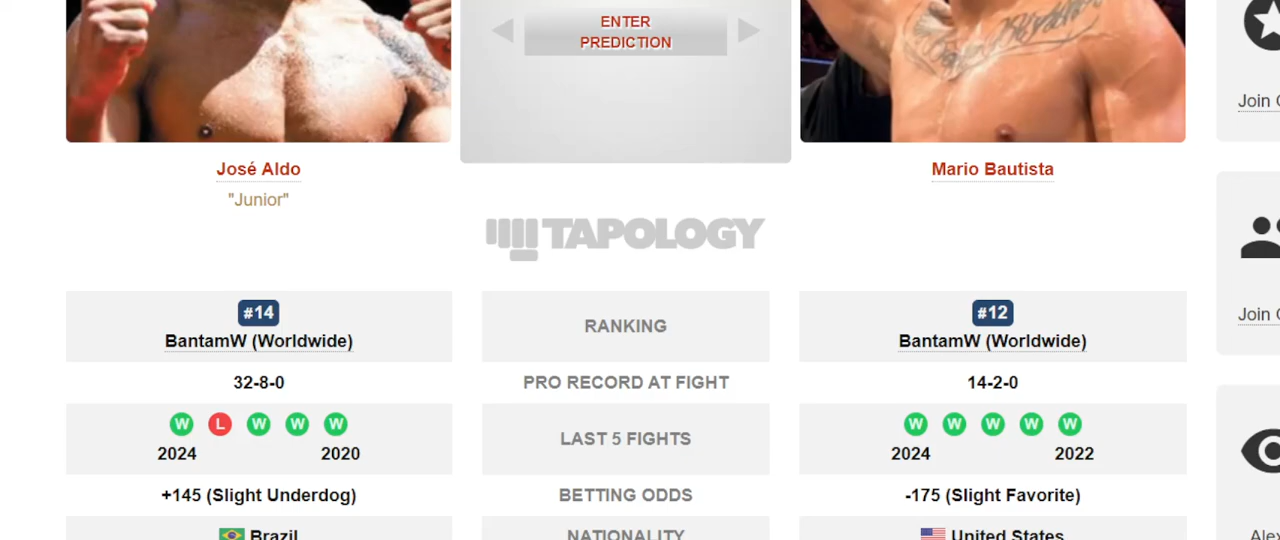 ENTER
PREDICTION
José Aldo
"Junior"
Mario Bautista
TAPOLOGY
#14
BantamW (Worldwide)
RANKING
#12
BantamW (Worldwide)
32-8-0
PRO RECORD AT FIGHT
14-2-0
W L W W W
2024 2020
LAST 5 FIGHTS
W W W W W
2024 2022
+145 (Slight Underdog)
BETTING ODDS
-175 (Slight Favorite)
Brazil
NATIONALITY
United States
Join
Join